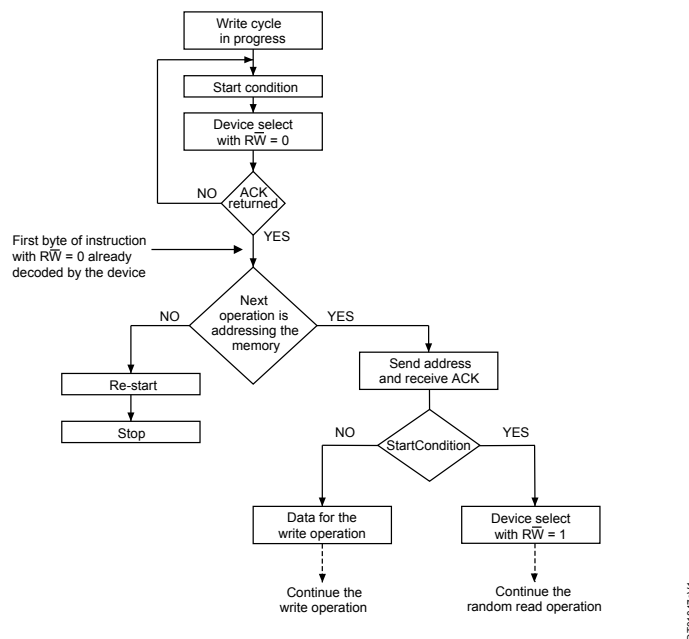 Write cycle
in progress
Start condition
Device select
with RW̅ = 0
ACK
returned
NO
YES
First byte of instruction
with RW̅ = 0 already
decoded by the device
Next
operation is
addressing the
memory
NO
YES
Send address
and receive ACK
Re-start
Stop
StartCondition
NO
YES
Data for the
write operation
Device select
with RW̅ = 1
Continue the
write operation
Continue the
random read operation